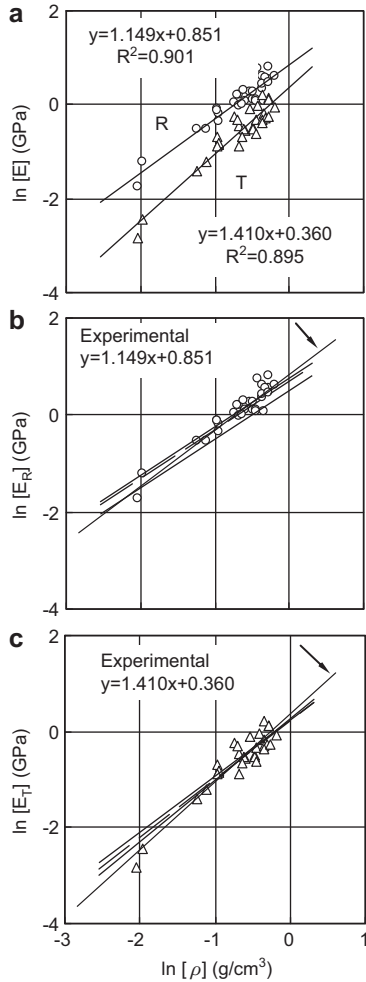 a
y=1.149x+0.851
R²=0.901
R
T
y=1.410x+0.360
R²=0.895
ln [E] (GPa)
2
0
-2
-4
b
Experimental
y=1.149x+0.851
ln [E_R] (GPa)
2
0
-2
-4
c
Experimental
y=1.410x+0.360
ln [E_T] (GPa)
2
0
-2
-4
-3 -2 -1 0 1
ln [ρ] (g/cm³)